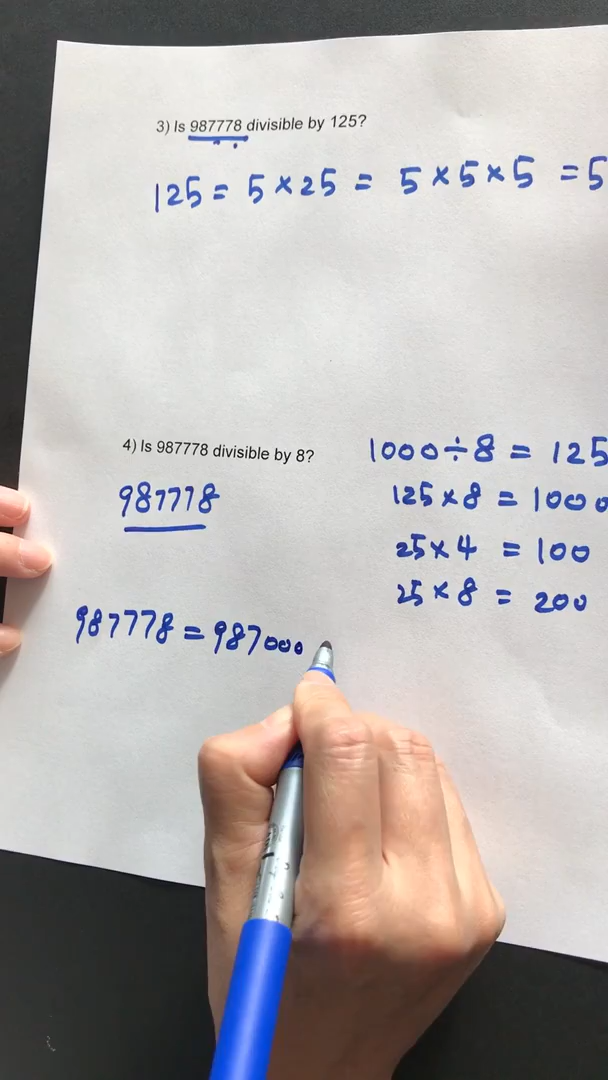 3) Is 987778 divisible by 125?
125 = 5 × 25 = 5 × 5 × 5 = 5
4) Is 987778 divisible by 8?
987778
1000 ÷ 8 = 125
125 × 8 = 1000
25 × 4 = 100
25 × 8 = 200
987778 = 987000